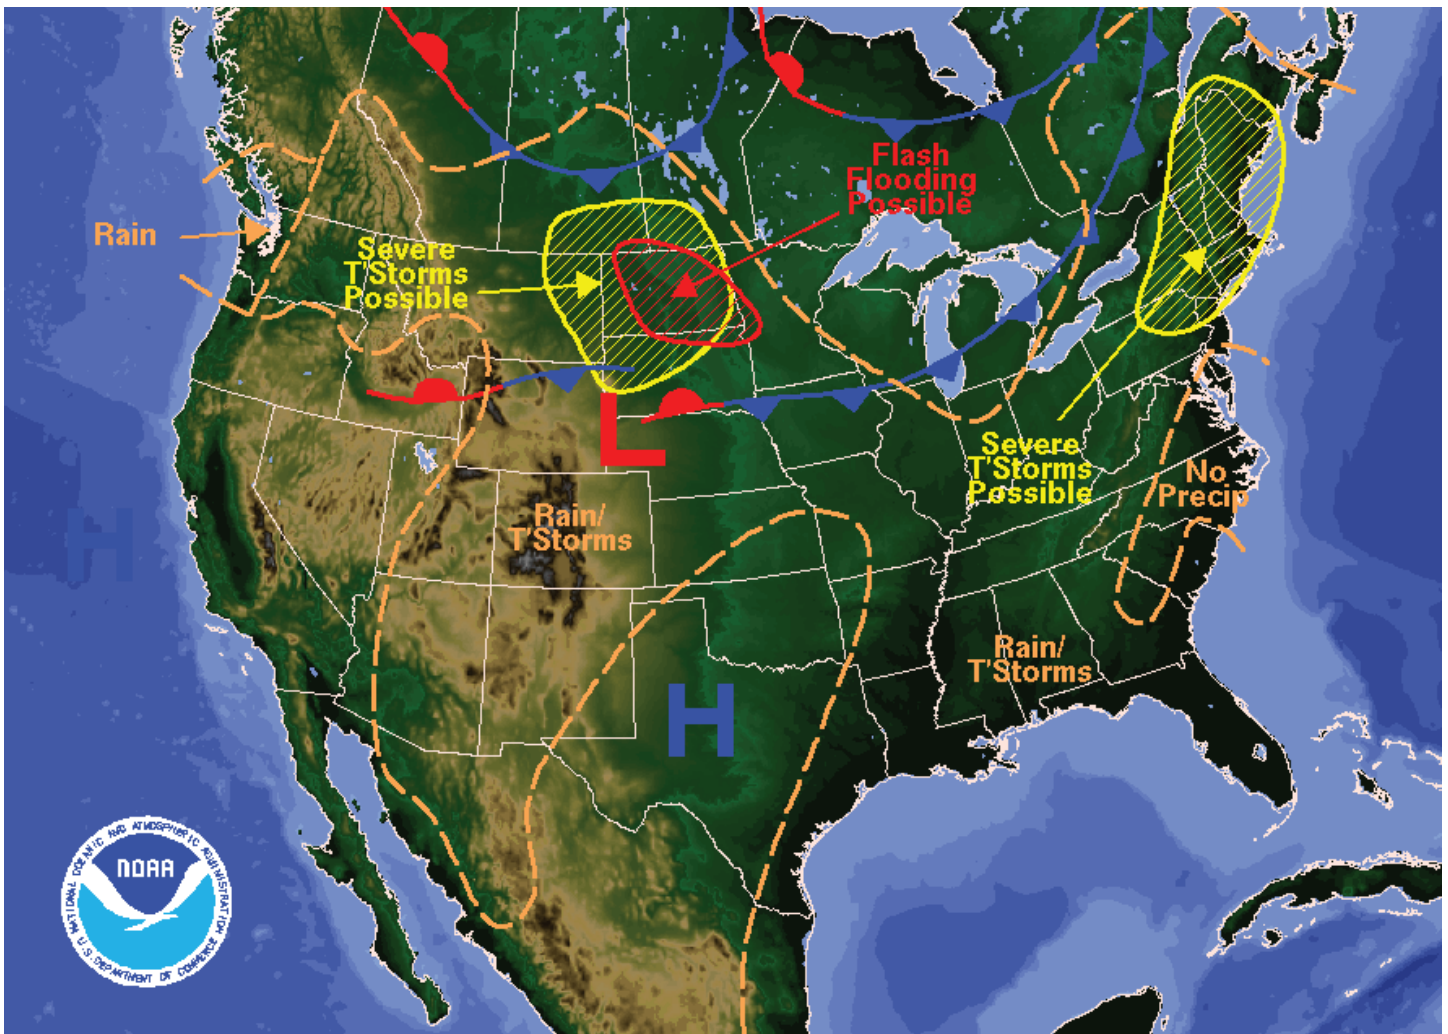 Flash
Flooding
Possible
Rain
Severe
T'Storms
Possible
Severe
T'Storms
Possible
No
Precip
L
H
Rain/
T'Storms
Rain/
T'Storms
H
NATIONAL OCEANIC AND ATMOSPHERIC ADMINISTRATION
NOAA
U.S. DEPARTMENT OF COMMERCE